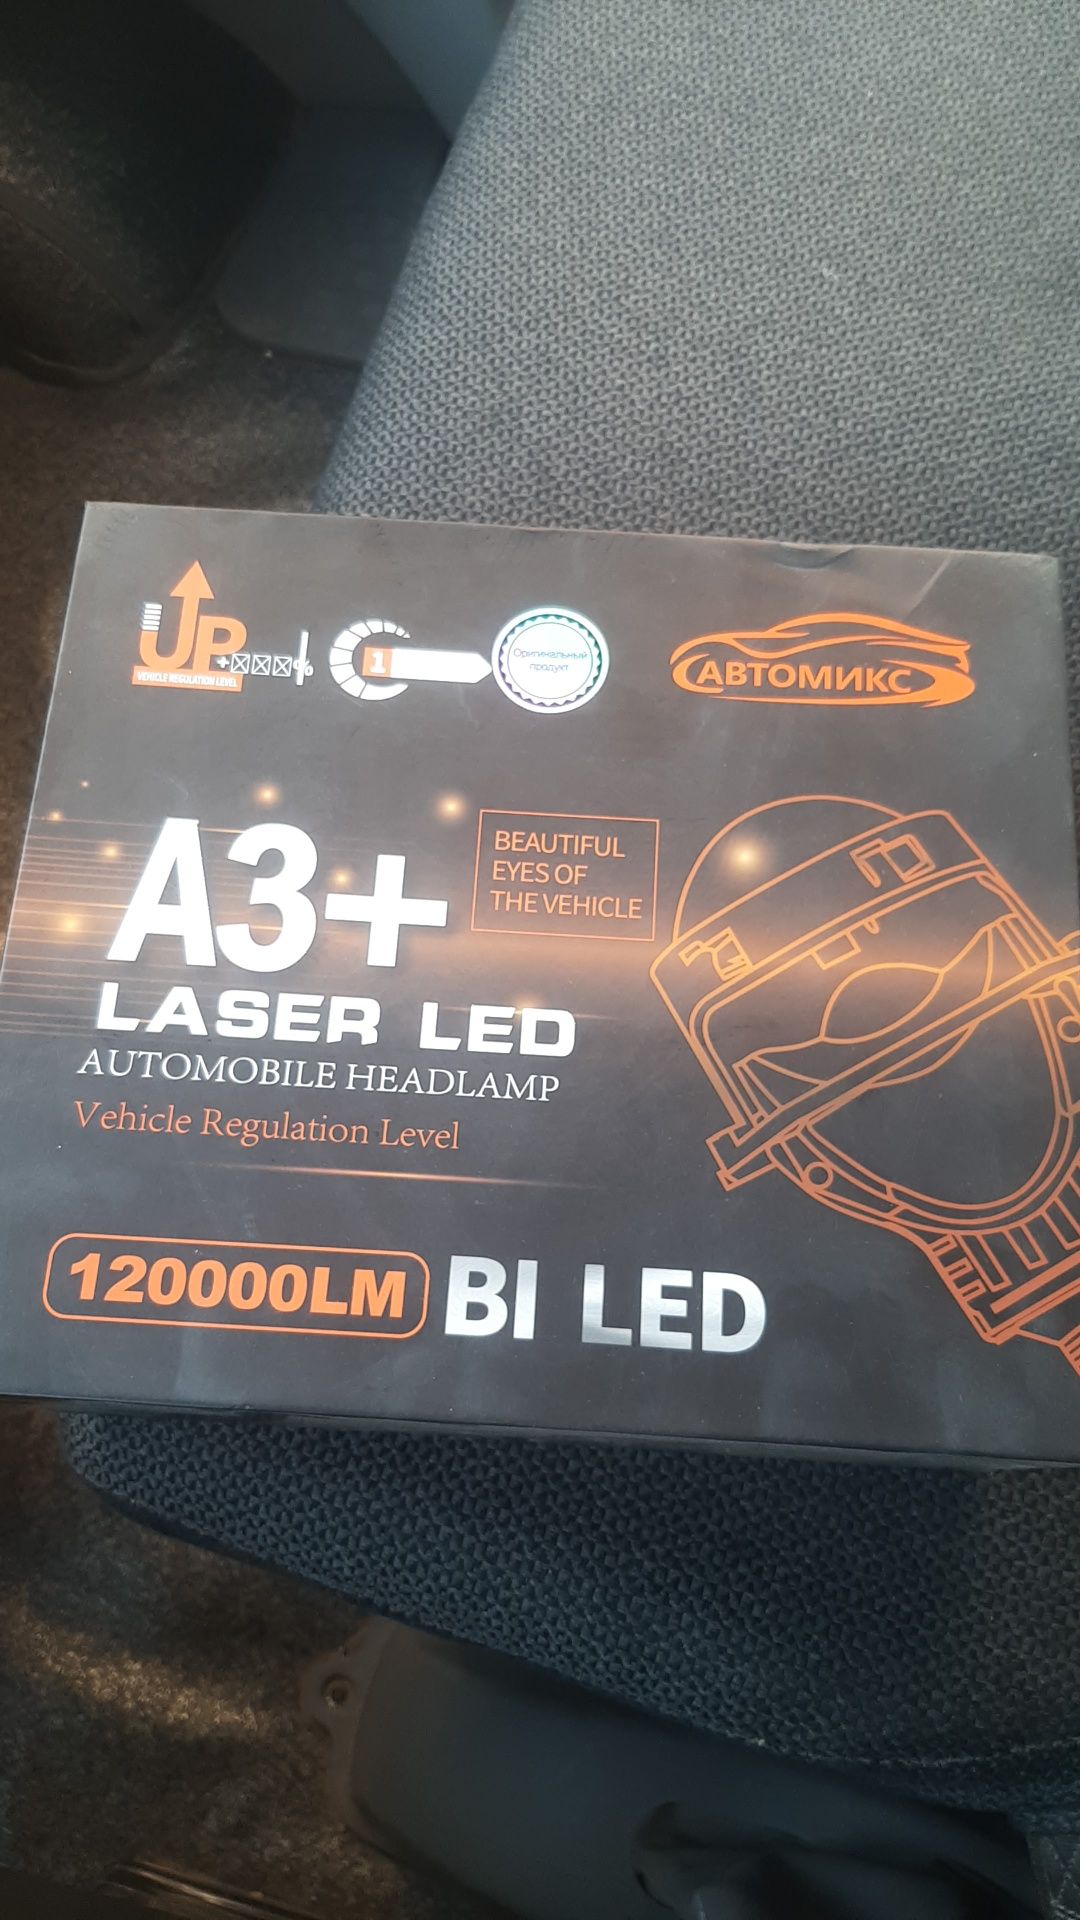 UP
+☒☒☒%
VEHICLE REGULATION LEVEL
1
Оригинальный
продукт
АВТОМИКС
A3+
BEAUTIFUL
EYES OF
THE VEHICLE
LASER LED
AUTOMOBILE HEADLAMP
Vehicle Regulation Level
120000LM
BI LED